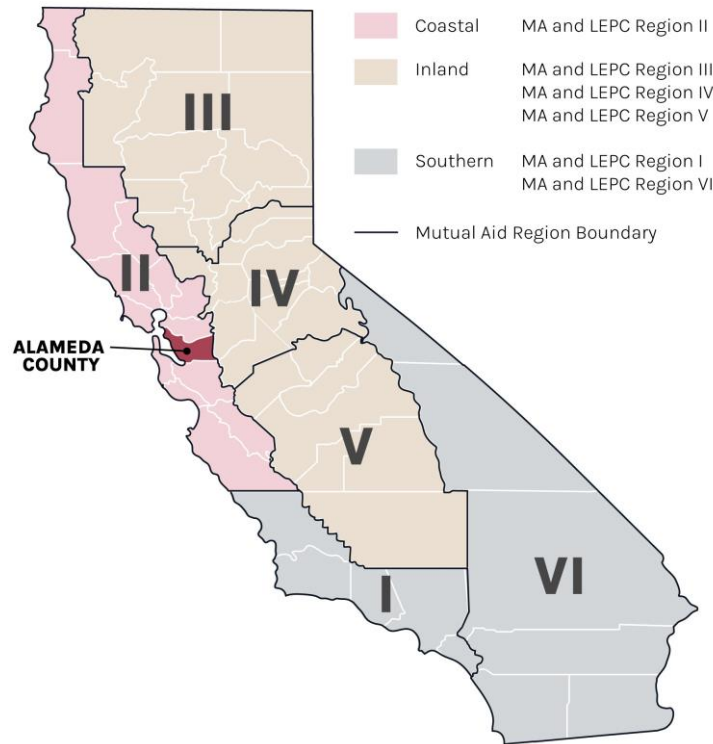 Coastal MA and LEPC Region II
Inland MA and LEPC Region III
MA and LEPC Region IV
MA and LEPC Region V
Southern MA and LEPC Region I
MA and LEPC Region VI
Mutual Aid Region Boundary
III
II
IV
ALAMEDA
COUNTY
V
I
VI